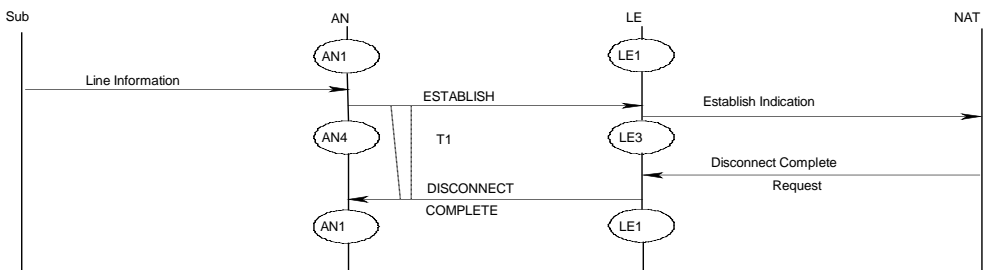 Sub AN LE NAT
AN1 LE1
Line Information
ESTABLISH
Establish Indication
AN4 T1 LE3
Disconnect Complete
Request
DISCONNECT
COMPLETE
AN1 LE1